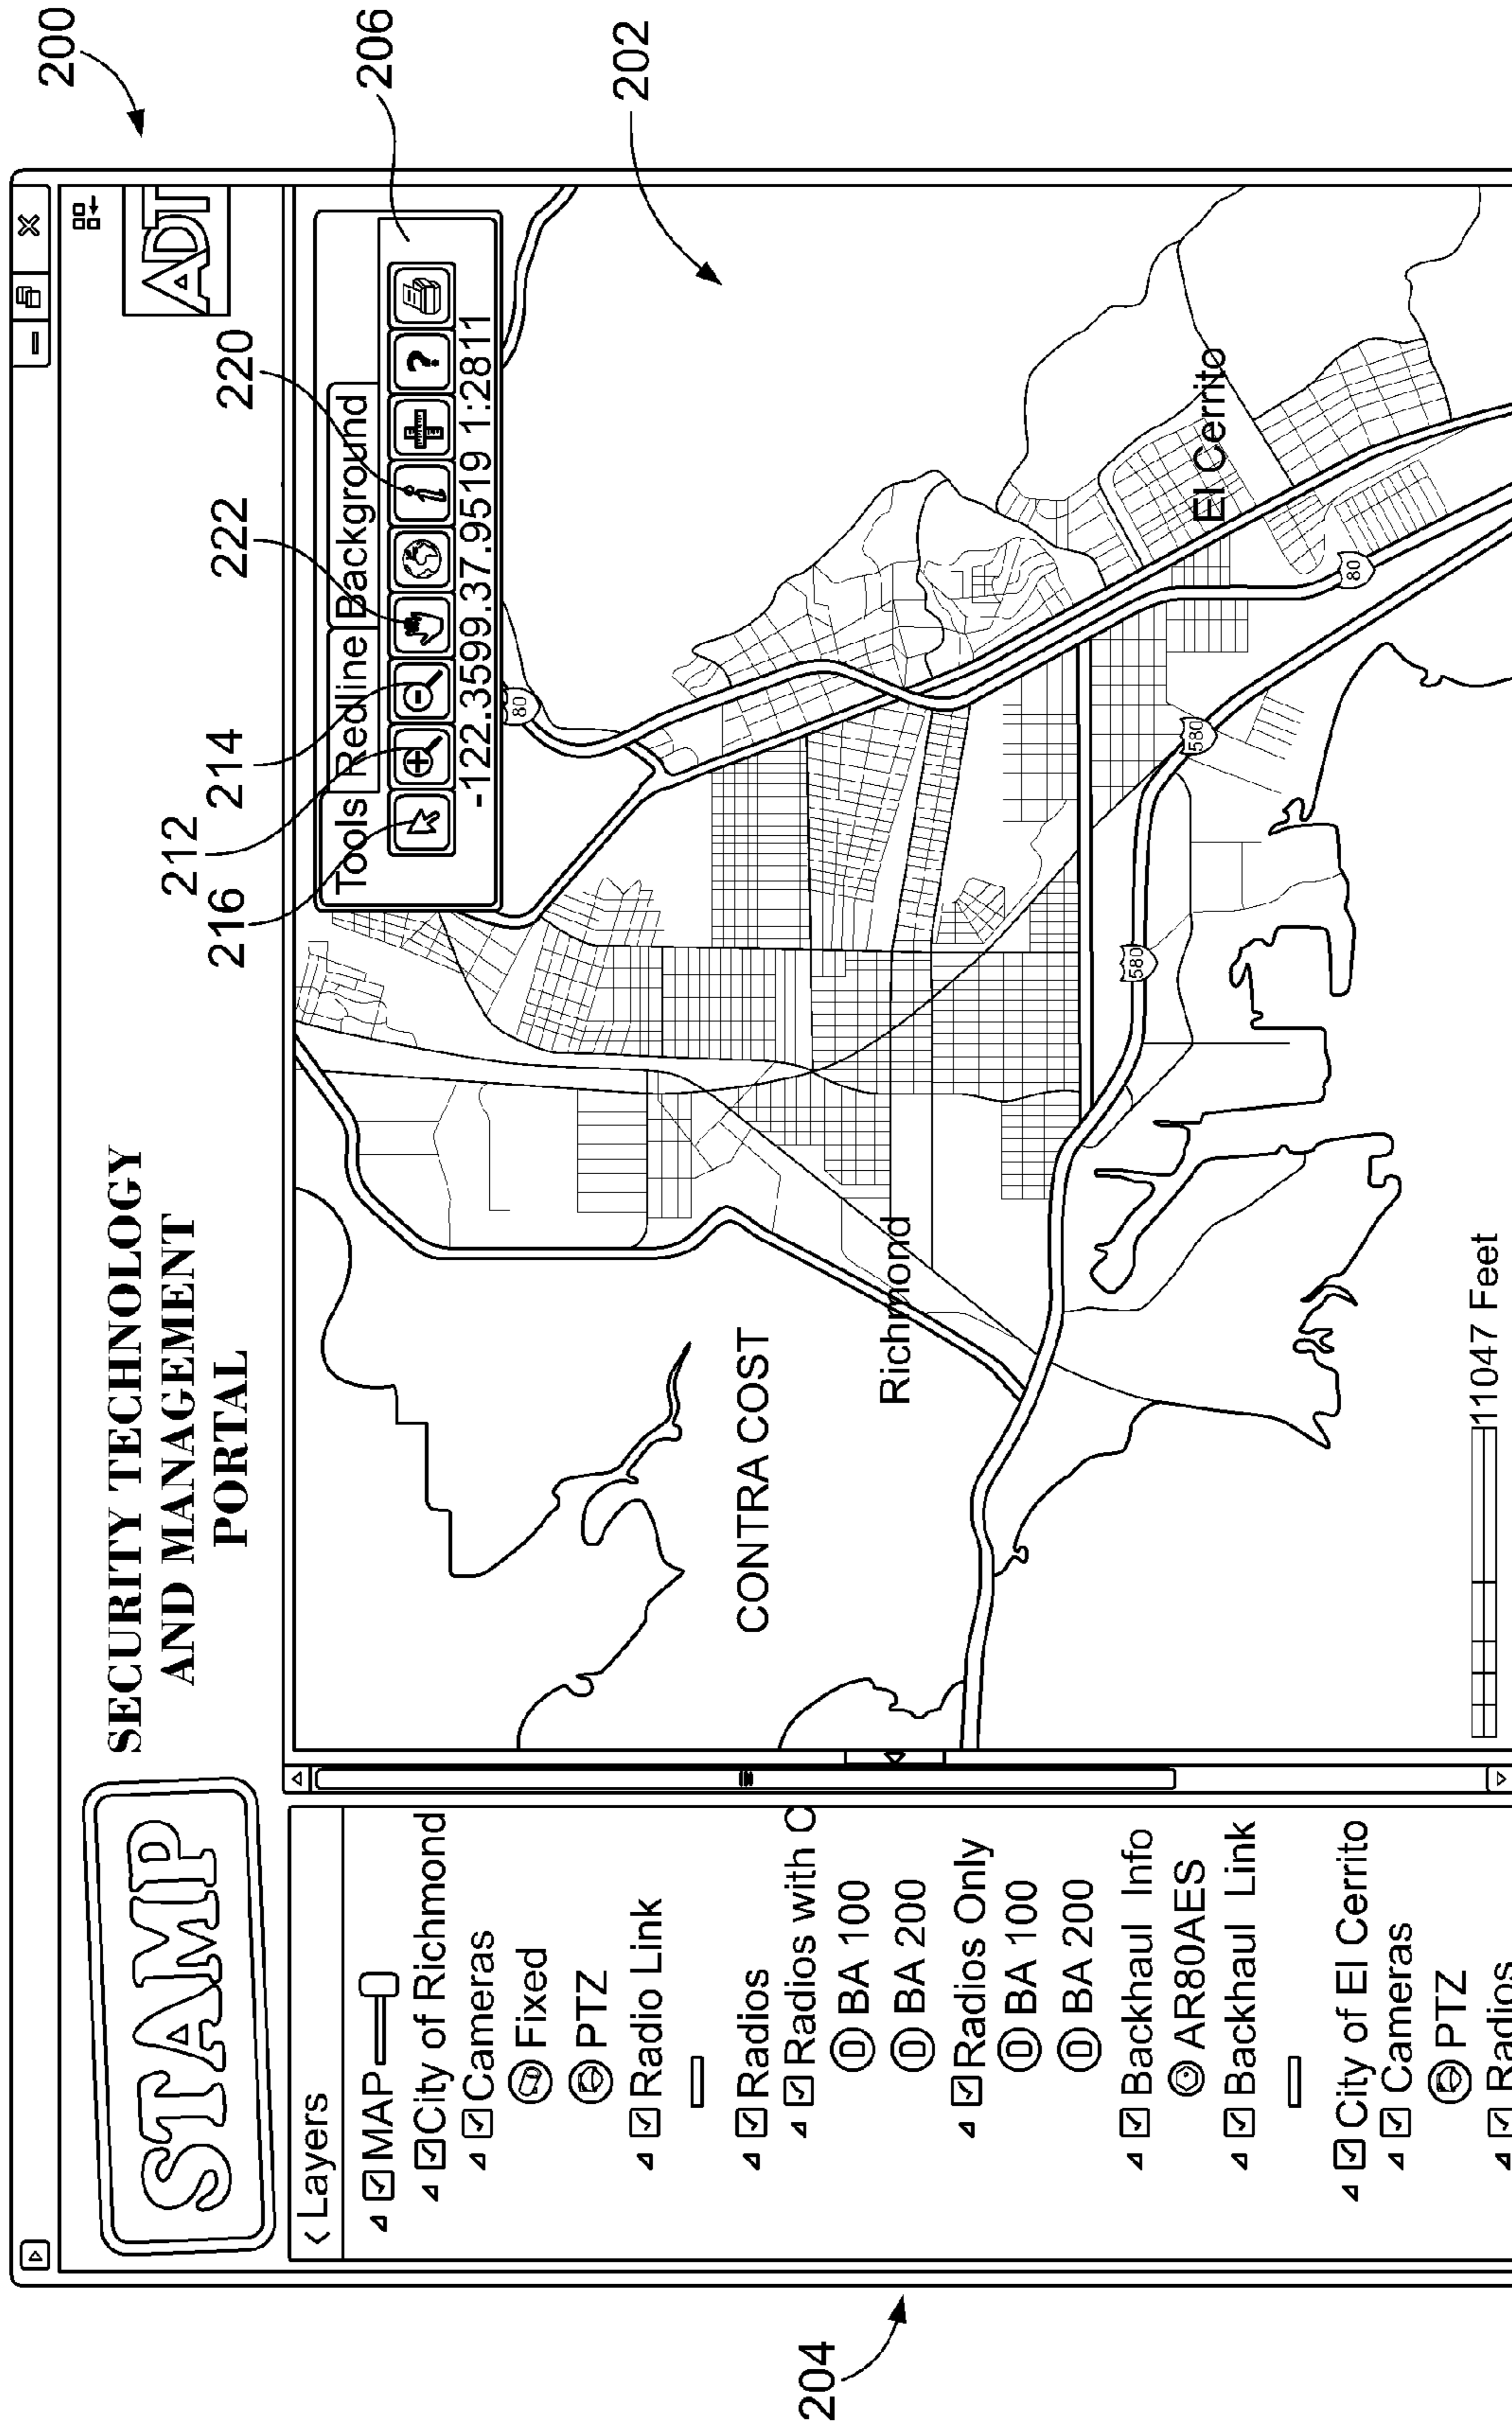 200
SECURITY TECHNOLOGY
AND MANAGEMENT
PORTAL
STAMP
ADT
216
212
214
222
220
206
Tools Redline Background
-122.3599.37.9519 1:2811
202
204
< Layers
MAP
City of Richmond
Cameras
Fixed
PTZ
Radio Link
Radios
Radios with C
D BA 100
D BA 200
Radios Only
D BA 100
D BA 200
Backhaul Info
AR80AES
Backhaul Link
City of El Cerrito
Cameras
PTZ
Radios
80
CONTRA COST
Richmond
El Cerrito
580
580
80
11047 Feet